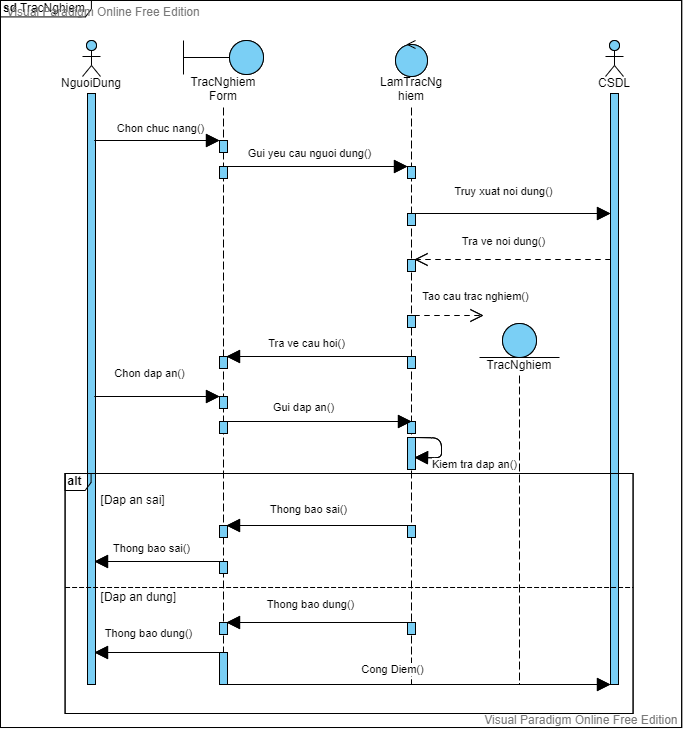 sd TracNghiem
Visual Paradigm Online Free Edition
NguoiDung
TracNghiem
Form
LamTracNg
hiem
CSDL
Chon chuc nang()
Gui yeu cau nguoi dung()
Truy xuat noi dung()
Tra ve noi dung()
Tao cau trac nghiem()
Tra ve cau hoi()
TracNghiem
Chon dap an()
Gui dap an()
Kiem tra dap an()
alt
[Dap an sai]
Thong bao sai()
Thong bao sai()
[Dap an dung]
Thong bao dung()
Thong bao dung()
Cong Diem()
Visual Paradigm Online Free Edition